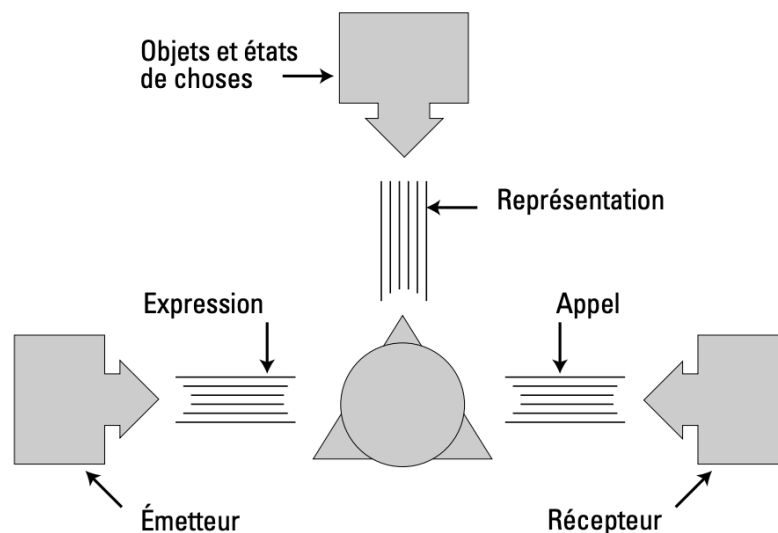 Objets et états
de choses
Représentation
Expression
Appel
Émetteur
Récepteur